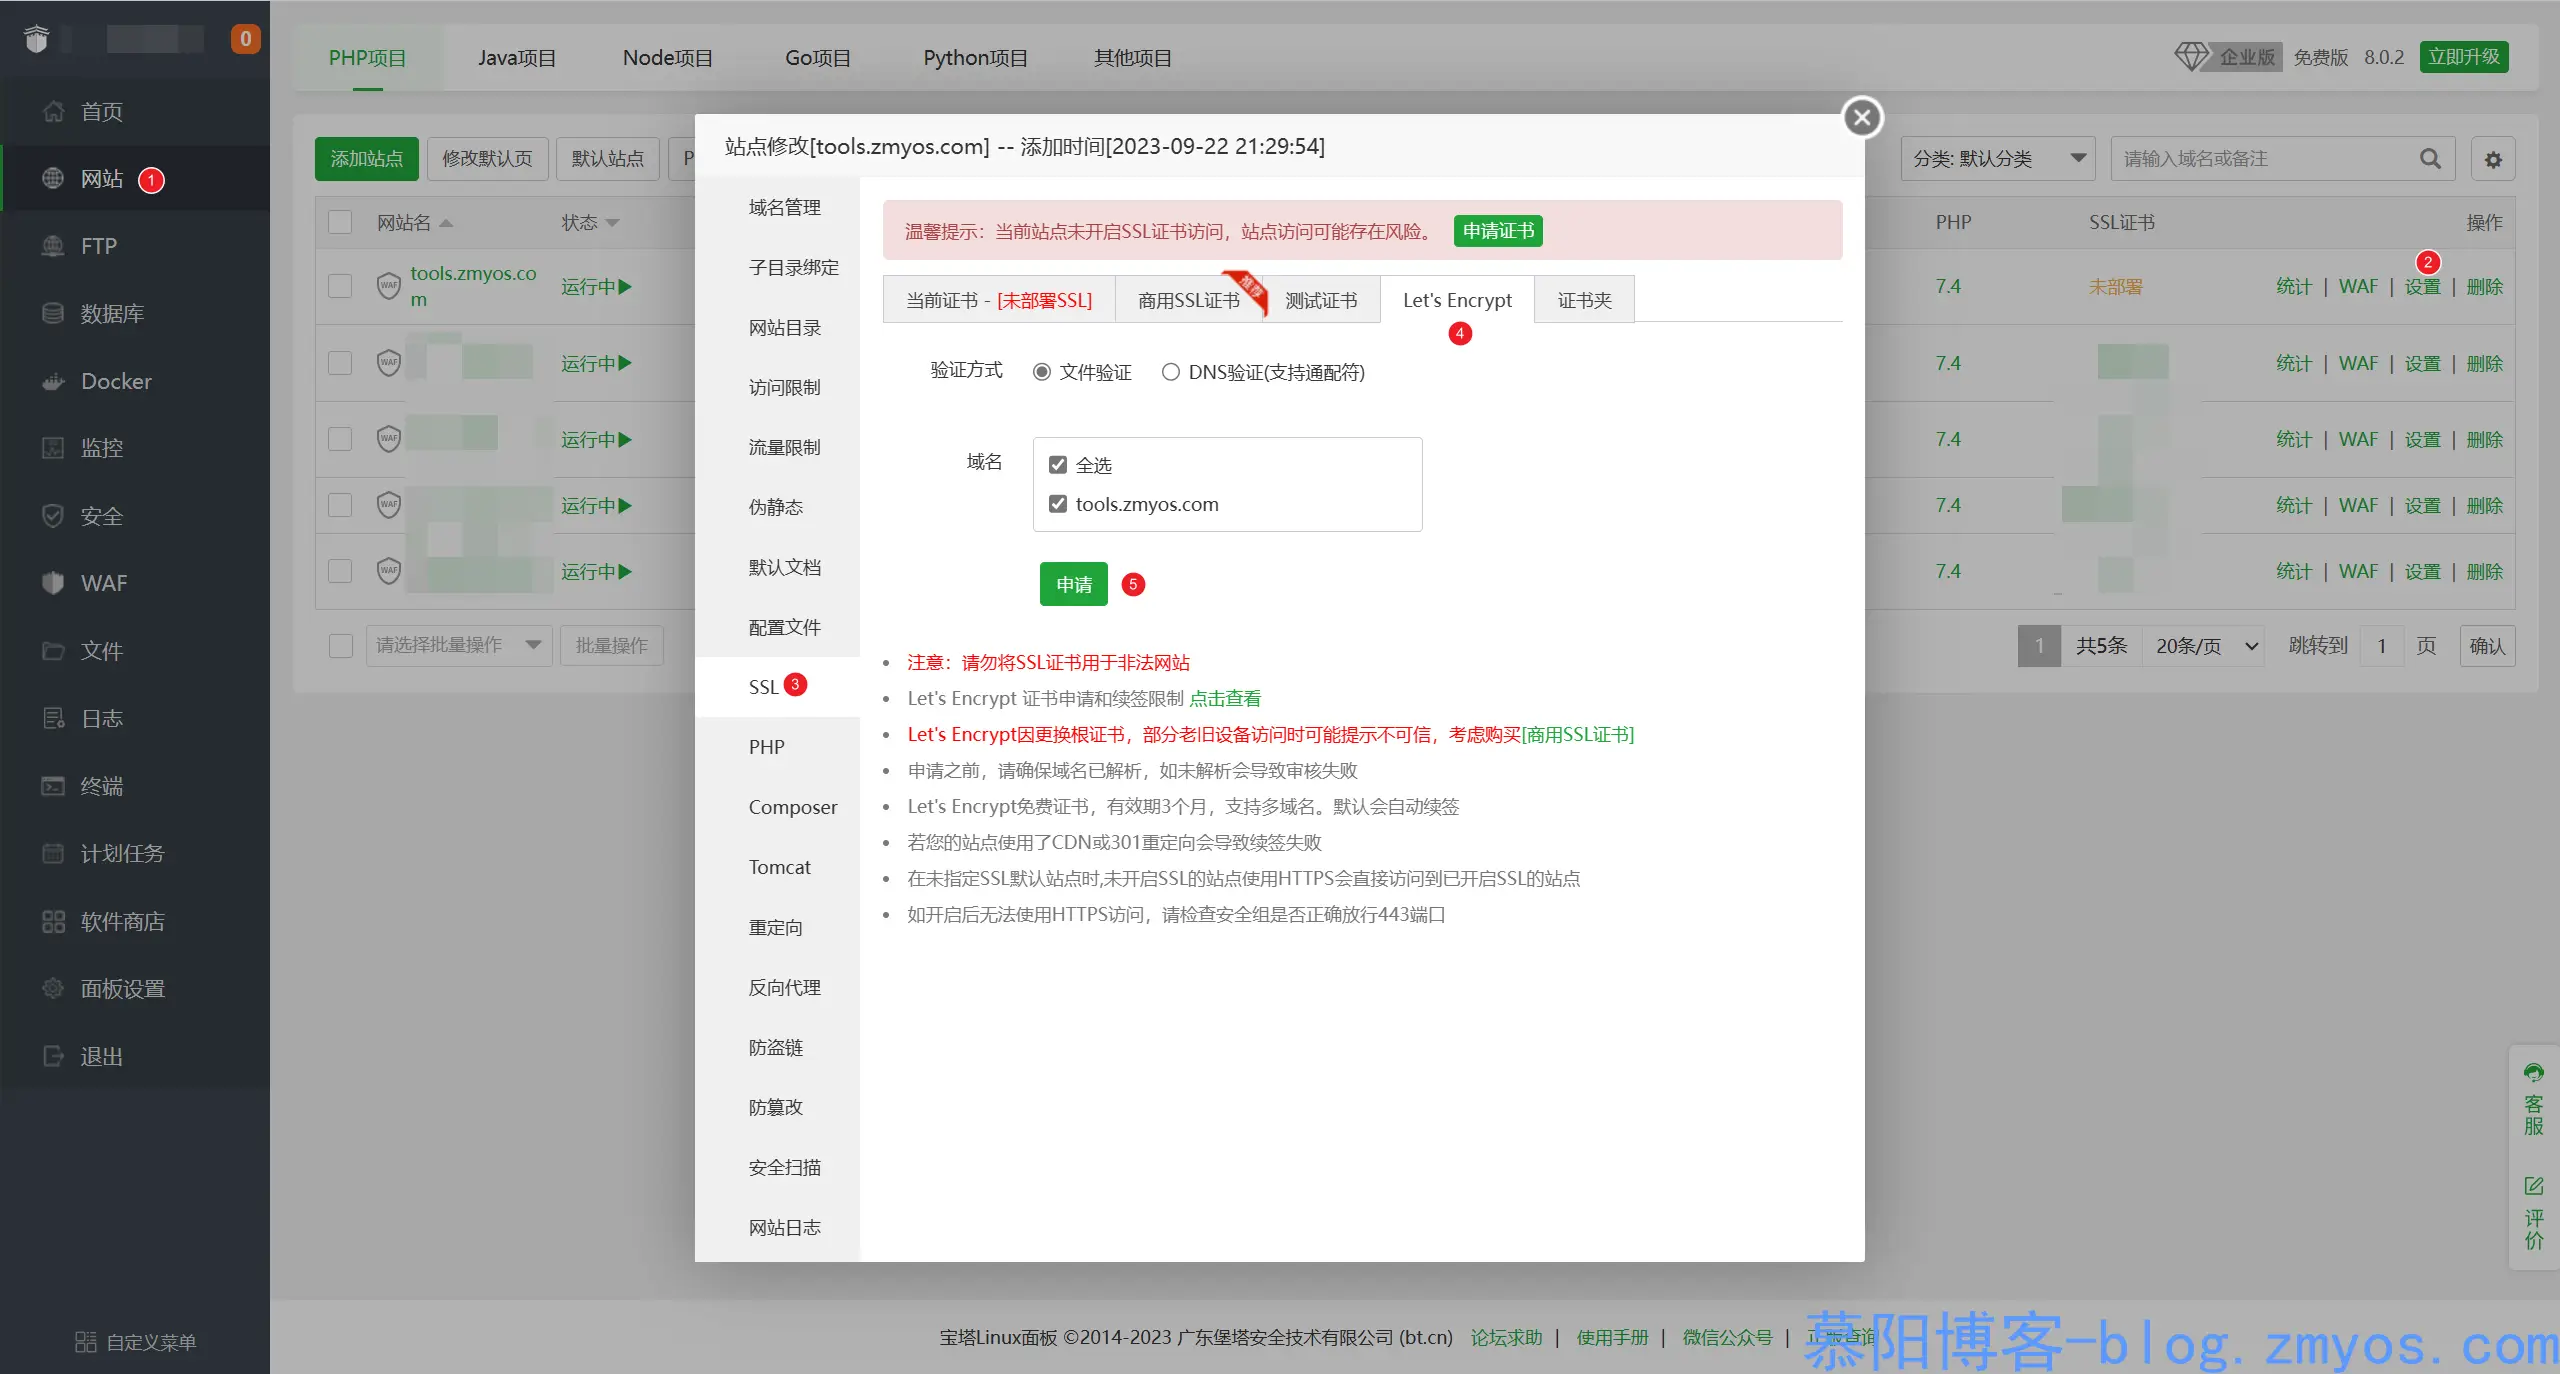 0
首页
网站 1
FTP
数据库
Docker
监控
安全
WAF
文件
日志
终端
计划任务
软件商店
面板设置
退出
自定义菜单
PHP项目 Java项目 Node项目 Go项目 Python项目 其他项目
企业版 免费版 8.0.2 立即升级
添加站点 修改默认页 默认站点 P
分类: 默认分类 请输入域名或备注
网站名 状态 PHP SSL证书 操作
2
tools.zmyos.co
m
WAF 运行中 7.4 未部署 统计 | WAF | 设置 | 删除
WAF 运行中 7.4 统计 | WAF | 设置 | 删除
WAF 运行中 7.4 统计 | WAF | 设置 | 删除
WAF 运行中 7.4 统计 | WAF | 设置 | 删除
WAF 运行中 7.4 统计 | WAF | 设置 | 删除
请选择批量操作 批量操作 1 共5条 20条/页 跳转到 1 页 确认
站点修改[tools.zmyos.com] -- 添加时间[2023-09-22 21:29:54]
域名管理
子目录绑定
网站目录
访问限制
流量限制
伪静态
默认文档
配置文件
SSL 3
PHP
Composer
Tomcat
重定向
反向代理
防盗链
防篡改
安全扫描
网站日志
温馨提示：当前站点未开启SSL证书访问，站点访问可能存在风险。 申请证书
当前证书 - [未部署SSL] 商用SSL证书 推荐 测试证书 Let's Encrypt 证书夹
4
验证方式 文件验证 DNS验证(支持通配符)
域名 全选
tools.zmyos.com
申请 5
注意：请勿将SSL证书用于非法网站
Let's Encrypt 证书申请和续签限制 点击查看
Let's Encrypt因更换根证书，部分老旧设备访问时可能提示不可信，考虑购买[商用SSL证书]
申请之前，请确保域名已解析，如未解析会导致审核失败
Let's Encrypt免费证书，有效期3个月，支持多域名。默认会自动续签
若您的站点使用了CDN或301重定向会导致续签失败
在未指定SSL默认站点时,未开启SSL的站点使用HTTPS会直接访问到已开启SSL的站点
如开启后无法使用HTTPS访问，请检查安全组是否正确放行443端口
客服
评价
宝塔Linux面板 ©2014-2023 广东堡塔安全技术有限公司 (bt.cn) 论坛求助 | 使用手册 | 微信公众号 | 正版查询
慕阳博客-blog.zmyos.com